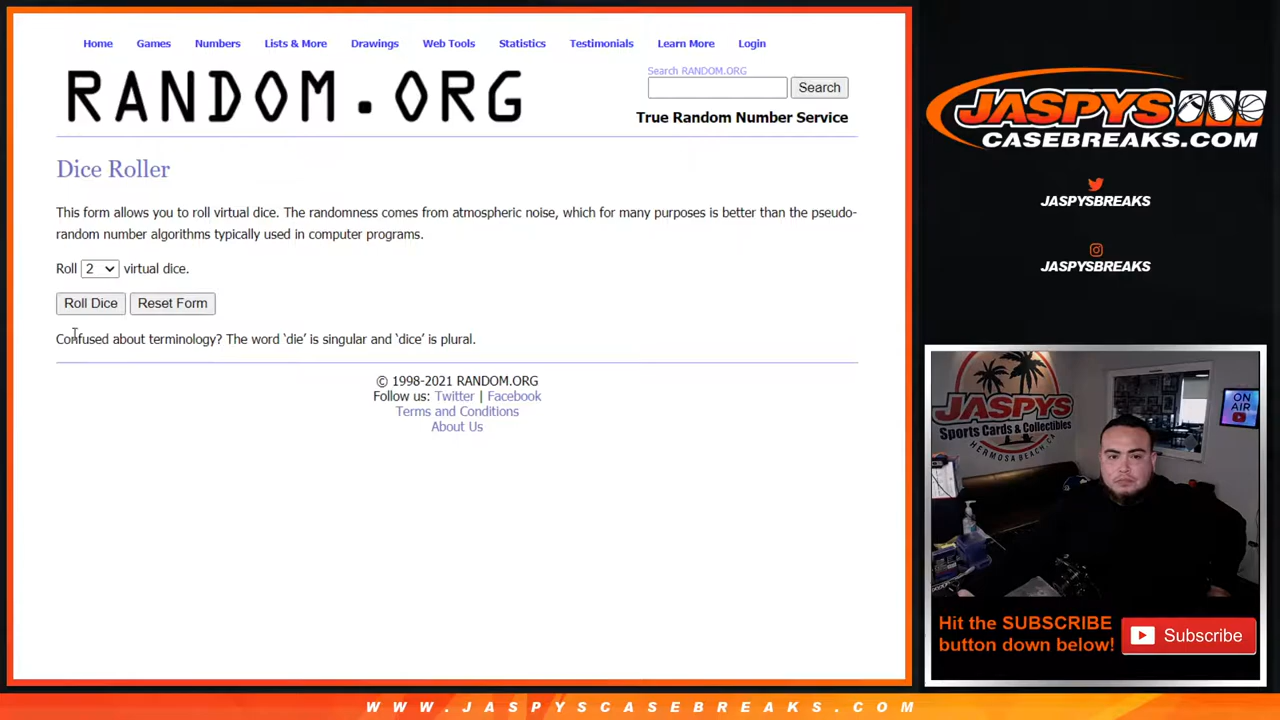 Home Games Numbers Lists & More Drawings Web Tools Statistics Testimonials Learn More Login
RANDOM.ORG
Search RANDOM.ORG
Search
True Random Number Service
Dice Roller
This form allows you to roll virtual dice. The randomness comes from atmospheric noise, which for many purposes is better than the pseudo-
random number algorithms typically used in computer programs.
Roll 2 virtual dice.
Roll Dice Reset Form
Confused about terminology? The word ‘die’ is singular and ‘dice’ is plural.
© 1998-2021 RANDOM.ORG
Follow us: Twitter | Facebook
Terms and Conditions
About Us
JASPYS
CASEBREAKS.COM
JASPYSBREAKS
JASPYSBREAKS
JASPYS
Sports Cards & Collectibles
HERMOSA BEACH, CA
ON
AIR
Hit the SUBSCRIBE
button down below!
Subscribe
WWW.JASPYSCASEBREAKS.COM